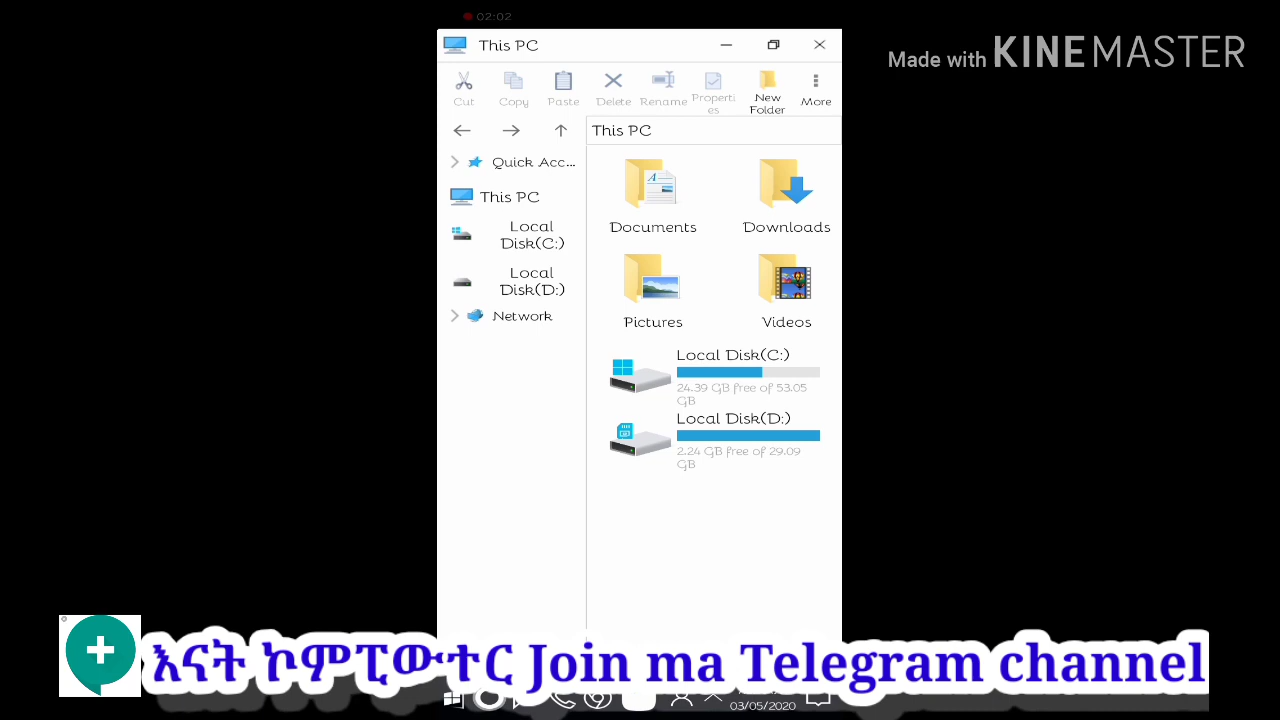 02:02
This PC
Made with KINEMASTER
Cut Copy Paste Delete Rename Properti
es New
Folder More
This PC
Quick Acc...
This PC
Local
Disk(C:)
Local
Disk(D:)
Network
Documents Downloads
Pictures Videos
Local Disk(C:)
24.39 GB free of 53.05
GB
Local Disk(D:)
2.24 GB free of 29.09
GB
እናት ኮምፒውተር Join ma Telegram channel
03/05/2020